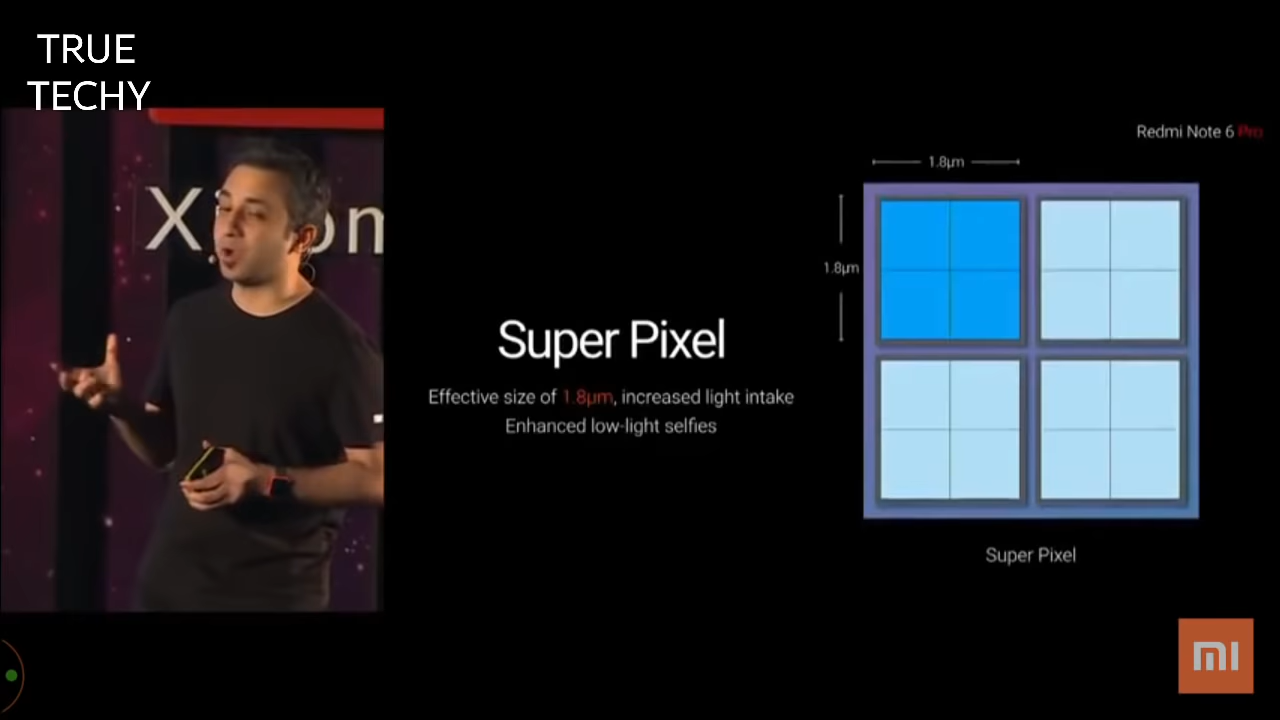 TRUE
TECHY
Redmi Note 6 Pro
1.8µm
1.8µm
Super Pixel
Effective size of 1.8µm, increased light intake
Enhanced low-light selfies
Super Pixel
MI